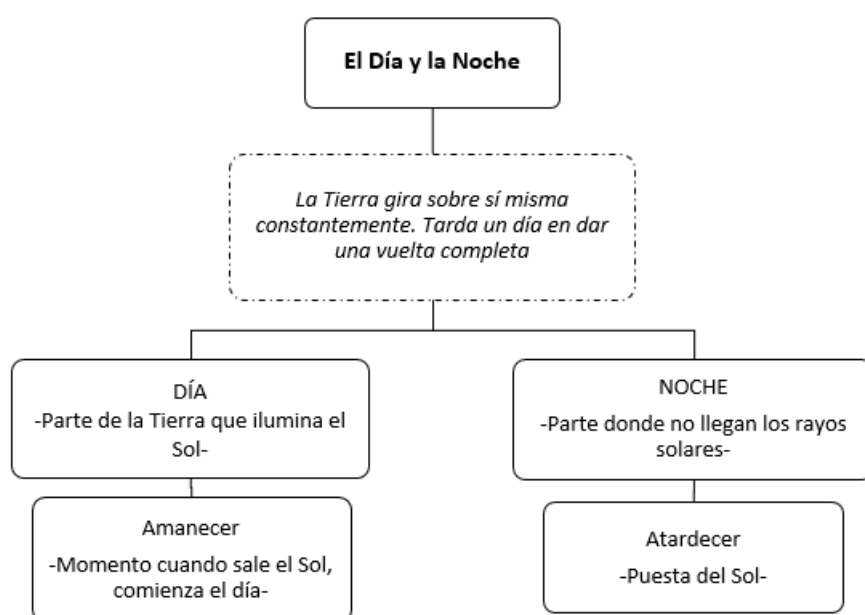 El Día y la Noche
La Tierra gira sobre sí misma
constantemente. Tarda un día en dar
una vuelta completa
DÍA
-Parte de la Tierra que ilumina el
Sol-
NOCHE
-Parte donde no llegan los rayos
solares-
Amanecer
-Momento cuando sale el Sol,
comienza el día-
Atardecer
-Puesta del Sol-